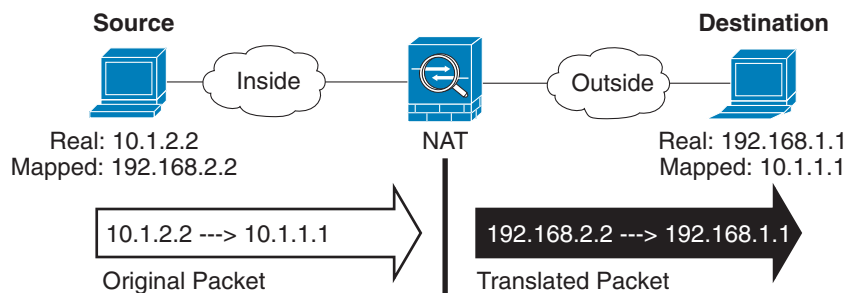 Source
Destination
Inside
Outside
Real: 10.1.2.2
Mapped: 192.168.2.2
NAT
Real: 192.168.1.1
Mapped: 10.1.1.1
10.1.2.2 ---> 10.1.1.1
192.168.2.2 ---> 192.168.1.1
Original Packet
Translated Packet